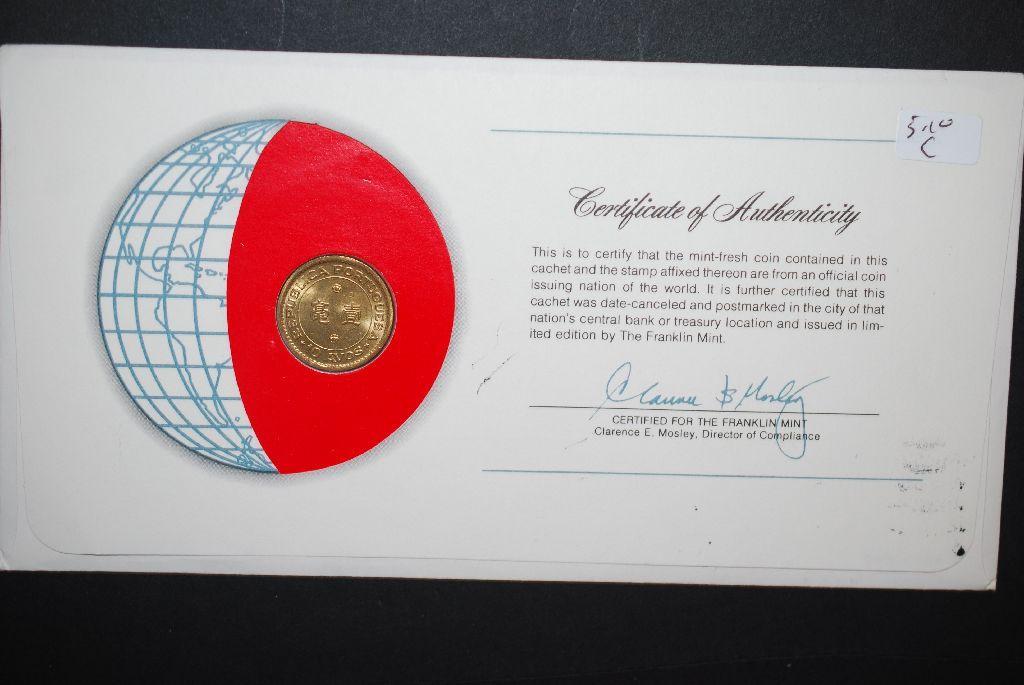 5.10
C
Certificate of Authenticity
This is to certify that the mint-fresh coin contained in this
cachet and the stamp affixed thereon are from an official coin
issuing nation of the world. It is further certified that this
cachet was date-canceled and postmarked in the city of that
nation's central bank or treasury location and issued in lim-
ited edition by The Franklin Mint.
CERTIFIED FOR THE FRANKLIN MINT
Clarence E. Mosley, Director of Compliance
REPUBLICA PORTUGUESA
10 AVOS